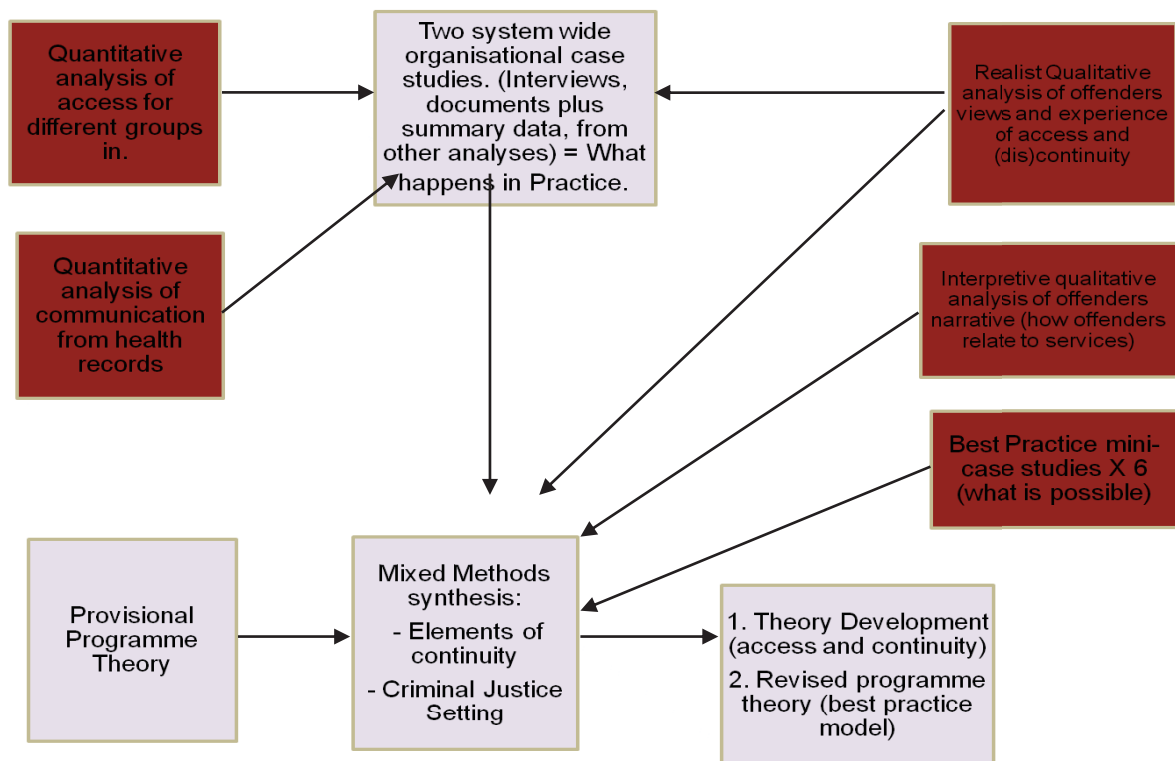 Quantitative
analysis of
access for
different groups
in.
Two system wide
organisational case
studies. (Interviews,
documents plus
summary data, from
other analyses) = What
happens in Practice.
Realist Qualitative
analysis of offenders
views and experience
of access and
(dis)continuity
Quantitative
analysis of
communication
from health
records
Interpretive qualitative
analysis of offenders
narrative (how offenders
relate to services)
Best Practice mini-
case studies X 6
(what is possible)
Provisional
Programme
Theory
Mixed Methods
synthesis:
- Elements of
continuity
- Criminal Justice
Setting
1. Theory Development
(access and continuity)
2. Revised programme
theory (best practice
model)